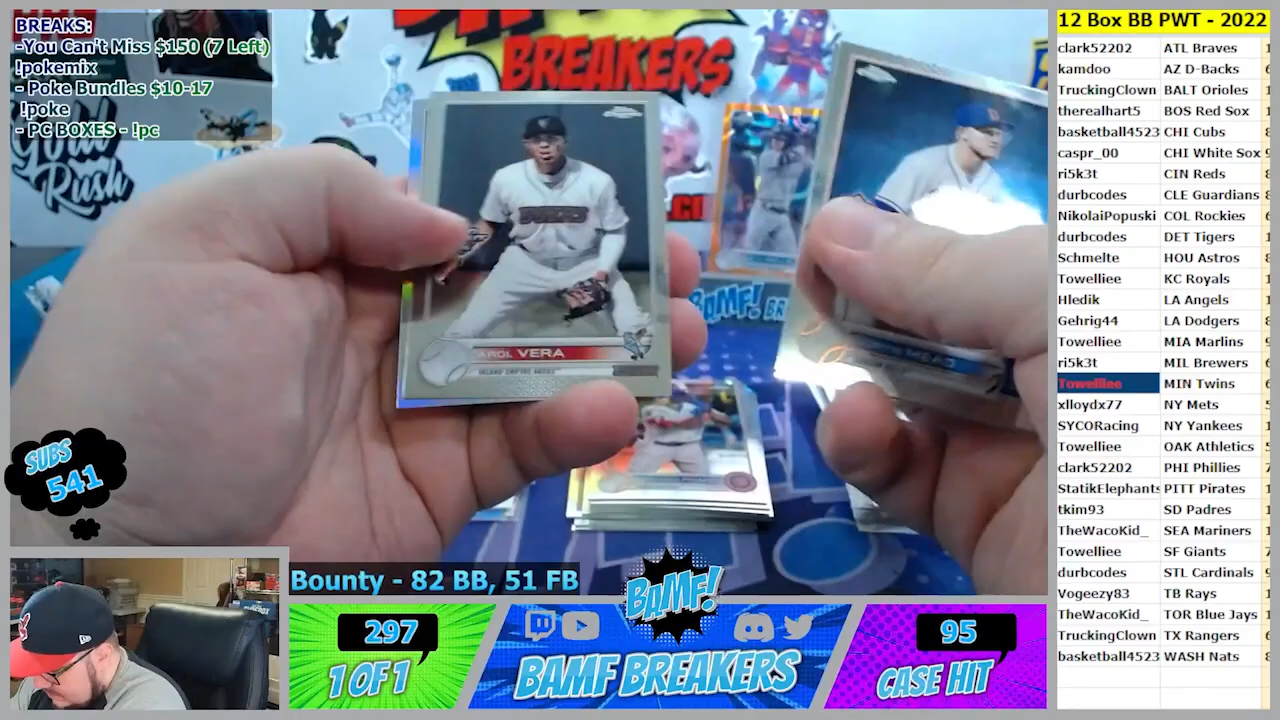 BREAKS:
-You Can't Miss $150 (7 Left)
!pokemix
- Poke Bundles $10-17
!poke
- PC BOXES - !pc
BREAKERS
Gold
Rush
BAMF!
VERA
SUBS
541
Bounty - 82 BB, 51 FB
297
1 OF 1
BAMF!
BAMF BREAKERS
95
CASE HIT
12 Box BB PWT - 2022
clark52202 ATL Braves
kamdoo AZ D-Backs
TruckingClown BALT Orioles
therealhart5 BOS Red Sox
basketball4523 CHI Cubs
caspr_00 CHI White Sox
ri5k3t CIN Reds
durbcodes CLE Guardians
NikolaiPopuski COL Rockies
durbcodes DET Tigers
Schmelte HOU Astros
Towelliee KC Royals
Hledik LA Angels
Gehrig44 LA Dodgers
Towelliee MIA Marlins
ri5k3t MIL Brewers
Towelliee MIN Twins
xlloydx77 NY Mets
SYCORacing NY Yankees
Towelliee OAK Athletics
clark52202 PHI Phillies
StatikElephants PITT Pirates
tkim93 SD Padres
TheWacoKid_ SEA Mariners
Towelliee SF Giants
durbcodes STL Cardinals
Vogeezy83 TB Rays
TheWacoKid_ TOR Blue Jays
TruckingClown TX Rangers
basketball4523 WASH Nats